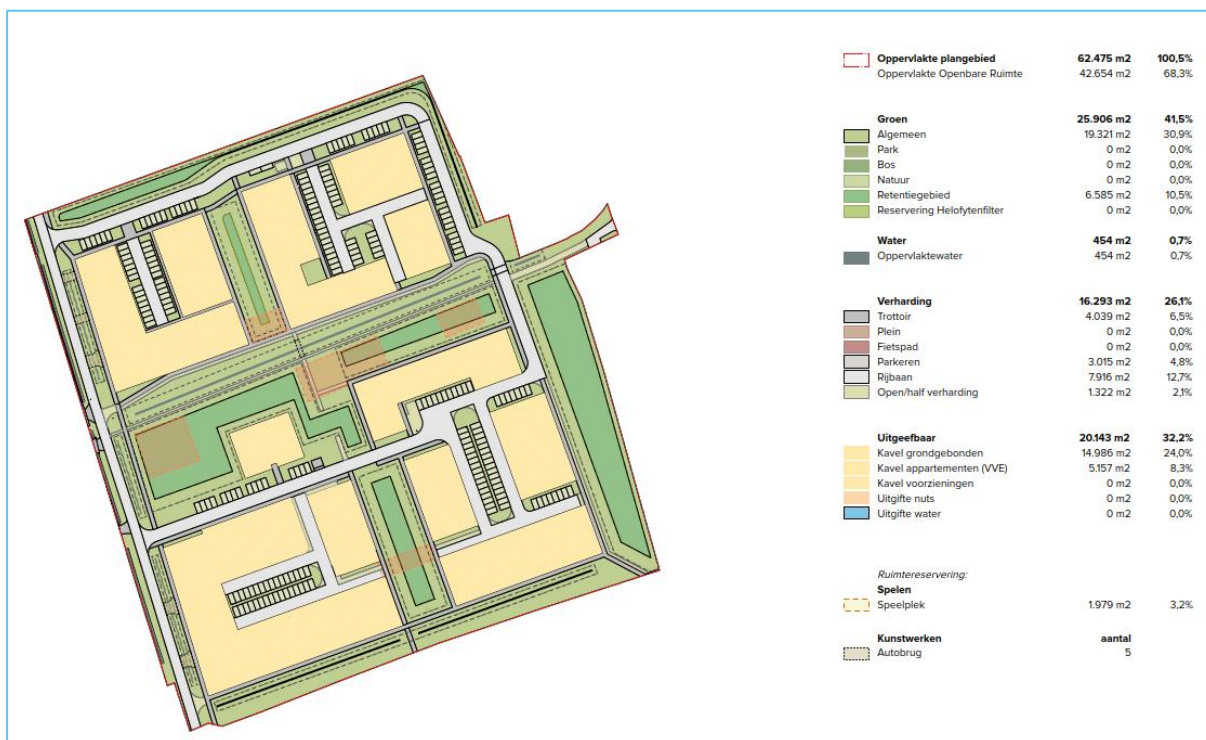 Oppervlakte plangebied 62.475 m2 100,5%
Oppervlakte Openbare Ruimte 42.654 m2 68,3%
Groen 25.906 m2 41,5%
Algemeen 19.321 m2 30,9%
Park 0 m2 0,0%
Bos 0 m2 0,0%
Natuur 0 m2 0,0%
Retentiegebied 6.585 m2 10,5%
Reservering Helofytenfilter 0 m2 0,0%
Water 454 m2 0,7%
Oppervlaktewater 454 m2 0,7%
Verharding 16.293 m2 26,1%
Trottoir 4.039 m2 6,5%
Plein 0 m2 0,0%
Fietspad 0 m2 0,0%
Parkeren 3.015 m2 4,8%
Rijbaan 7.916 m2 12,7%
Open/half verharding 1.322 m2 2,1%
Uitgeefbaar 20.143 m2 32,2%
Kavel grondgebonden 14.986 m2 24,0%
Kavel appartementen (VVE) 5.157 m2 8,3%
Kavel voorzieningen 0 m2 0,0%
Uitgifte nuts 0 m2 0,0%
Uitgifte water 0 m2 0,0%
Ruimtereservering:
Spelen
Speelplek 1.979 m2 3,2%
Kunstwerken aantal
Autobrug 5